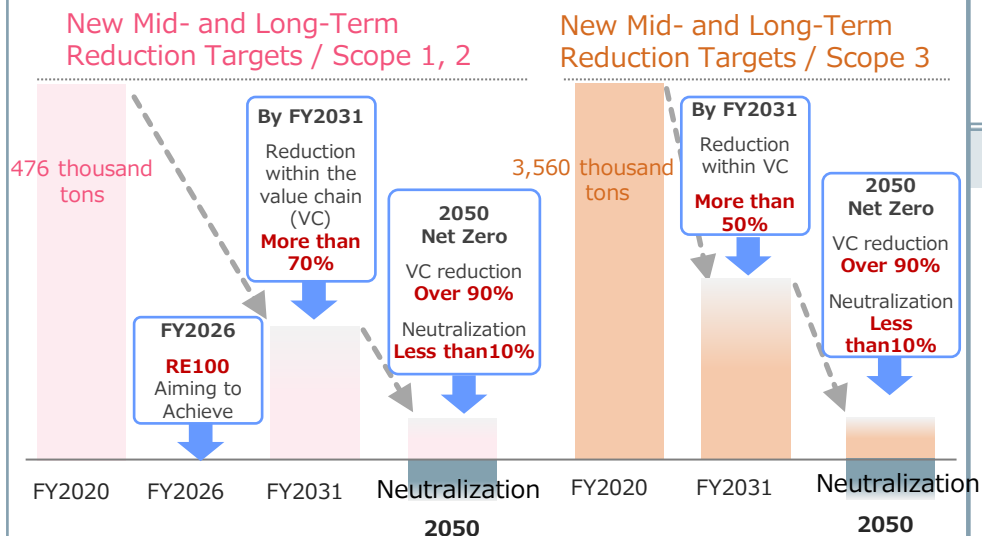 New Mid- and Long-Term
Reduction Targets / Scope 1, 2
476 thousand
tons
By FY2031
Reduction
within the
value chain
(VC)
More than
70%
FY2026
RE100
Aiming to
Achieve
2050
Net Zero
VC reduction
Over 90%
Neutralization
Less than10%
FY2020
FY2026
FY2031
Neutralization
2050
New Mid- and Long-Term
Reduction Targets / Scope 3
3,560 thousand
tons
By FY2031
Reduction
within VC
More than
50%
2050
Net Zero
VC reduction
Over 90%
Neutralization
Less
than10%
FY2020
FY2031
Neutralization
2050